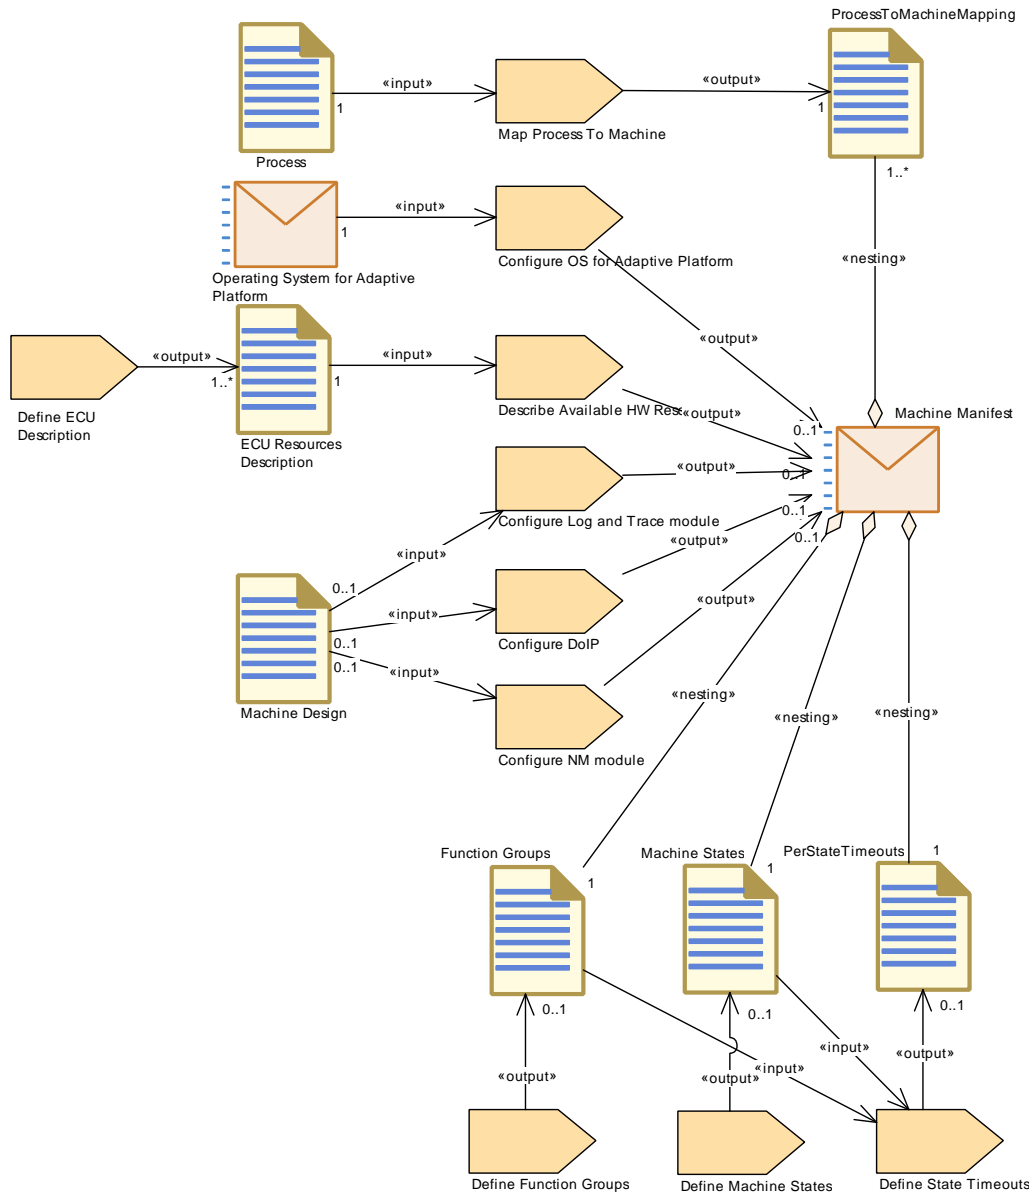 ProcessToMachineMapping
«input»
«output»
1
1
Map Process To Machine
Process
1..*
«input»
1
Configure OS for Adaptive Platform
«nesting»
Operating System for Adaptive
Platform
«output»
«output»
«input»
1..*
1
Define ECU
Description
Describe Available HW Res
«output»
Machine Manifest
0..1
ECU Resources
Description
«output»
0..1
0..1
Configure Log and Trace module
«output»
0..1
«input»
0..1
«input»
«output»
0..1
0..1
Configure DoIP
«input»
«nesting»
Machine Design
«nesting»
«nesting»
Configure NM module
Function Groups
Machine States
PerStateTimeouts
1
1
1
0..1
0..1
0..1
«input»
«output»
«input»
«output»
«output»
Define Function Groups
Define Machine States
Define State Timeouts